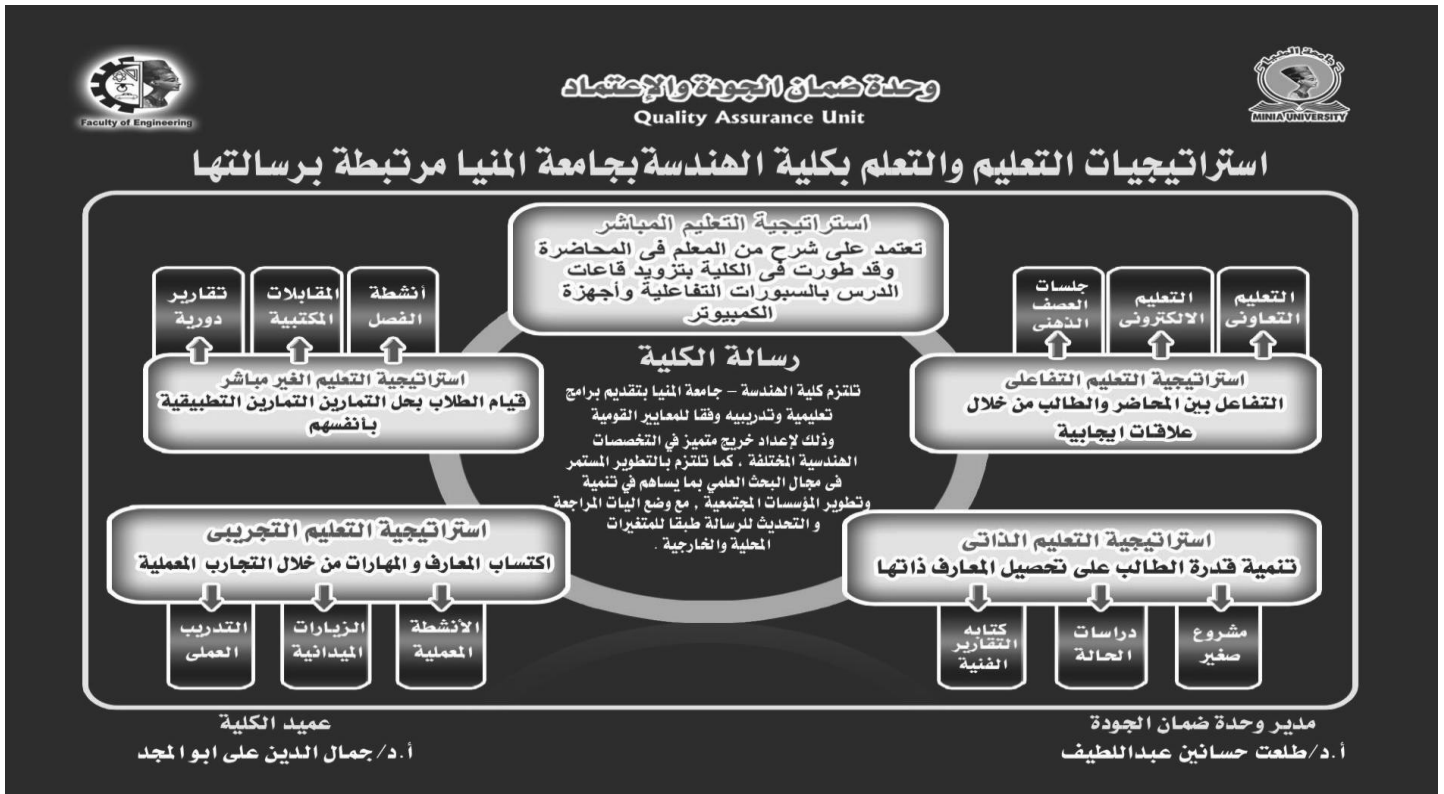 وحدة ضمان الجودة والإعتماد
Quality Assurance Unit
Faculty of Engineering
MINIA UNIVERSITY
استراتيجيات التعليم والتعلم بكلية الهندسة بجامعة المنيا مرتبطة برسالتها
استراتيجية التعليم المباشر
تعتمد على شرح من المعلم فى المحاضرة
وقد طورت فى الكلية بتزويد قاعات
الدرس بالسبورات التفاعلية وأجهزة
الكمبيوتر
جلسات
العصف
الذهنى
التعليم
الالكترونى
التعليم
التعاونى
استراتيجية التعليم التفاعلى
التفاعل بين المحاضر والطالب من خلال
علاقات ايجابية
أنشطة
الفصل
المقابلات
المكتبية
تقارير
دورية
استراتيجية التعليم الغير مباشر
قيام الطلاب بحل التمارين التمارين التطبيقية
بأنفسهم
رسالة الكلية
تلتزم كلية الهندسة – جامعة المنيا بتقديم برامج
تعليمية وتدريبيه وفقا للمعايير القومية
وذلك لإعداد خريج متميز في التخصصات
الهندسية المختلفة ، كما تلتزم بالتطوير المستمر
فى مجال البحث العلمي بما يساهم في تنمية
وتطوير المؤسسات المجتمعية , مع وضع اليات المراجعة
و التحديث للرسالة طبقا للمتغيرات
المحلية والخارجية .
استراتيجية التعليم الذاتى
تنمية قدرة الطالب على تحصيل المعارف ذاتها
مشروع
صغير
دراسات
الحالة
كتابه
التقارير
الفنية
استراتيجية التعليم التجريبى
اكتساب المعارف و المهارات من خلال التجارب المعملية
الأنشطة
المعملية
الزيارات
الميدانية
التدريب
العملى
مدير وحدة ضمان الجودة
أ.د/طلعت حسانين عبداللطيف
عميد الكلية
أ.د/جمال الدين على ابو المجد